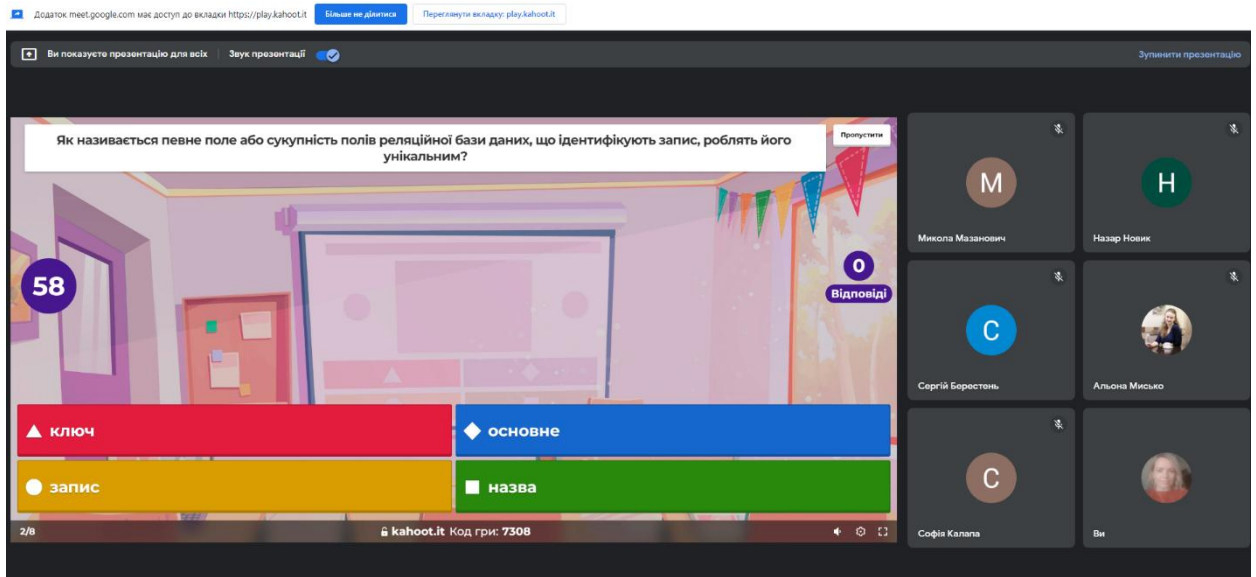 Додаток meet.google.com має доступ до вкладки https://play.kahoot.it
Більше не ділитися
Переглянути вкладку: play.kahoot.it
Ви показуєте презентацію для всіх
Звук презентації
Зупинити презентацію
Як називається певне поле або сукупність полів реляційної бази даних, що ідентифікують запис, роблять його
унікальним?
Пропустити
58
0
Відповіді
ключ
основне
запис
назва
2/8
kahoot.it Код гри: 7308
М
Микола Мазанович
Н
Назар Новик
С
Сергій Берестень
Альона Мисько
С
Софія Калапа
Ви